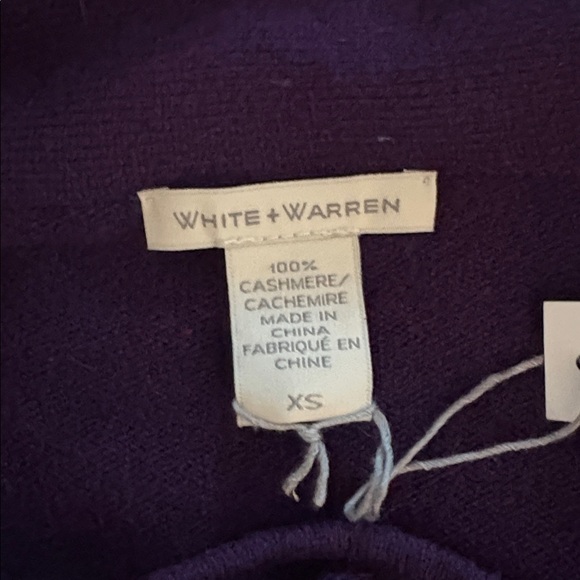 WHITE + WARREN
100%
CASHMERE/
CACHEMIRE
MADE IN
CHINA
FABRIQUÉ EN
CHINE
XS